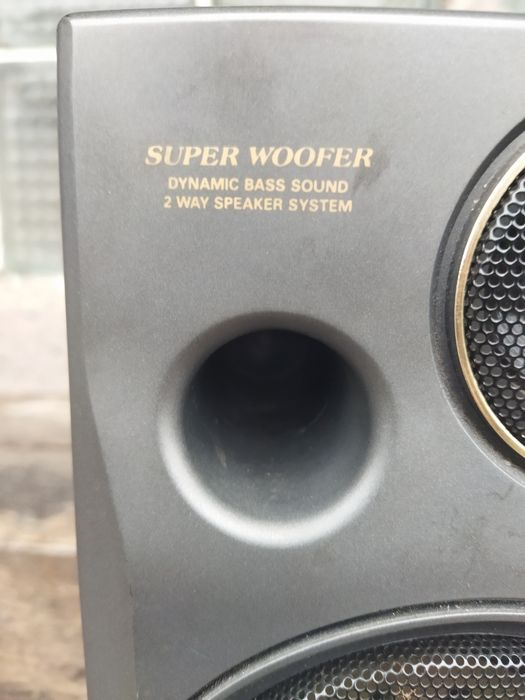 SUPER WOOFER
DYNAMIC BASS SOUND
2 WAY SPEAKER SYSTEM